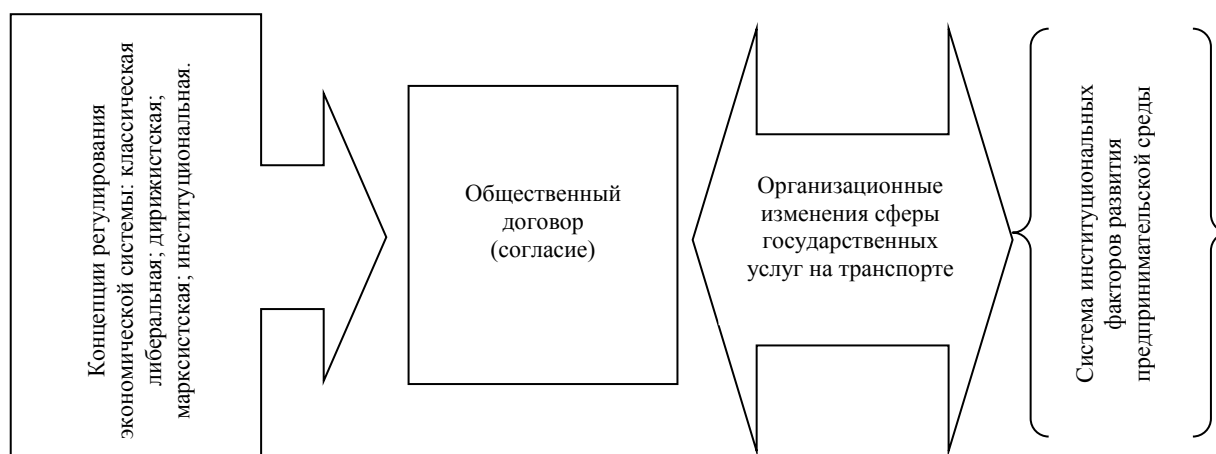 Концепции регулирования
экономической системы: классическая
либеральная; дирижистская;
марксистская; институциональная.
Общественный
договор
(согласие)
Организационные
изменения сферы
государственных
услуг на транспорте
Система институциональных
факторов развития
предпринимательской среды